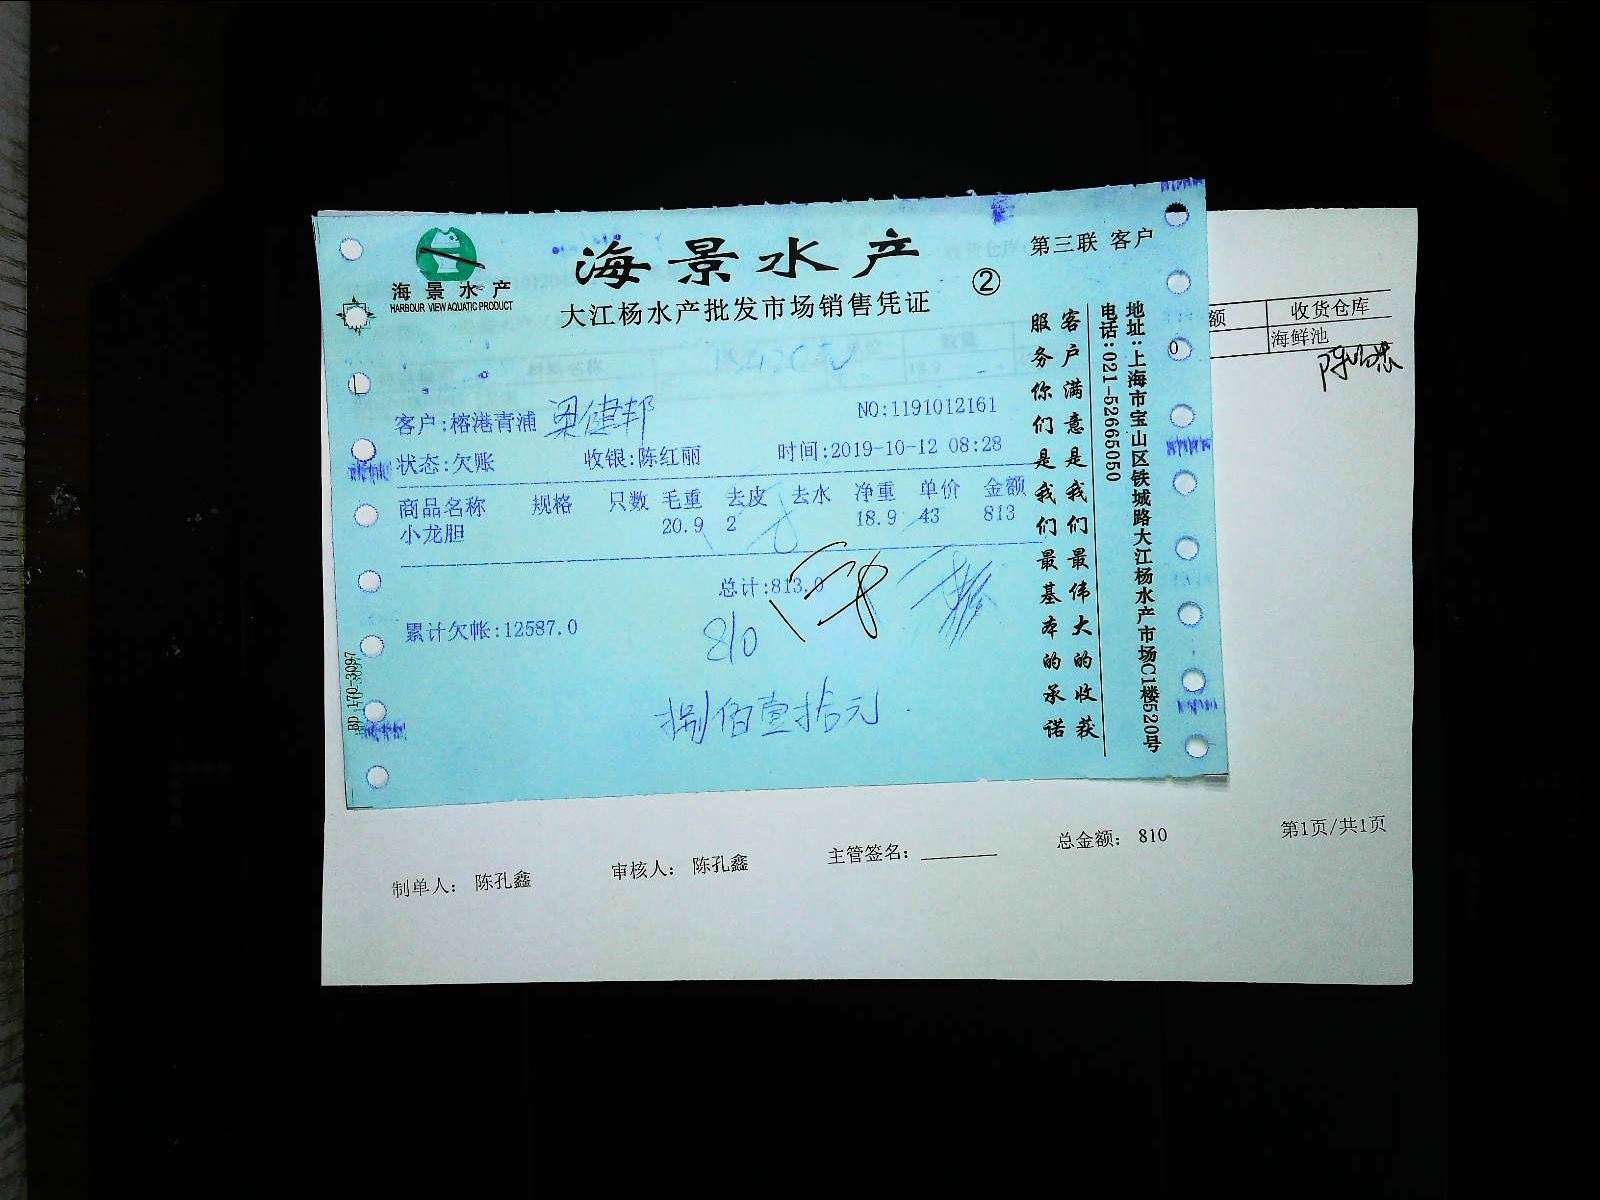 海景水产
HARBOUR VIEW AQUATIC PRODUCT
海景水产
大江杨水产批发市场销售凭证
②
第三联 客户
客户:榕港青浦 梁健邦
NO:1191012161
状态:欠账 收银:陈红丽 时间:2019-10-12 08:28
商品名称 规格 只数 毛重 去皮 去水 净重 单价 金额
小龙胆 20.9 2 18.9 43 813
总计:813.0
累计欠帐:12587.0
810
捌佰壹拾元
客户满意是我们最伟大的收获
服务你们是我们最基本的承诺
地址:上海市宝山区铁城路大江杨水产市场C1楼520号
电话:021-52665050
BD 170-3097
额 收货仓库
0 海鲜池
制单人: 陈孔鑫 审核人: 陈孔鑫 主管签名: 总金额: 810 第1页/共1页